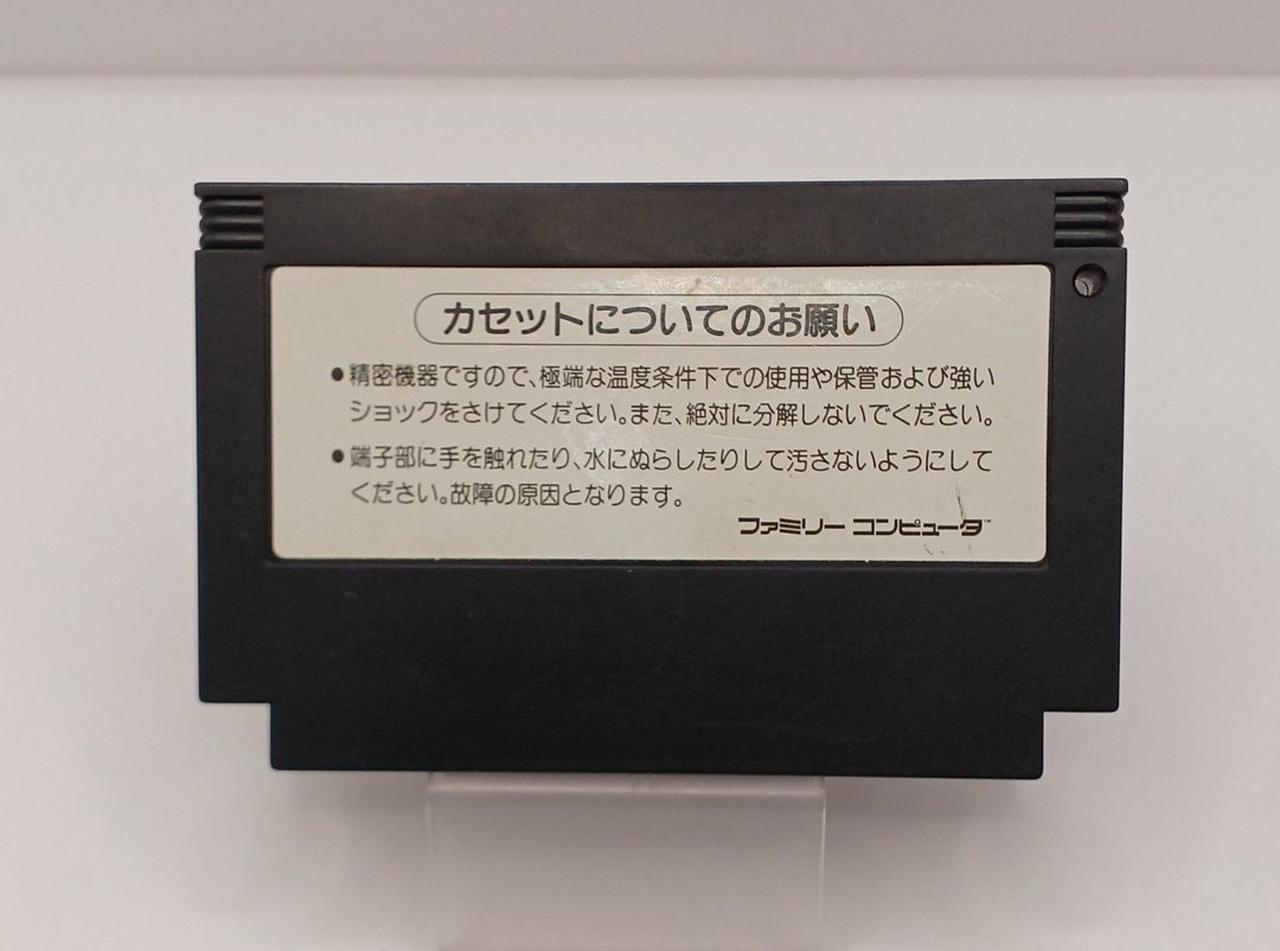 カセットについてのお願い
●精密機器ですので、極端な温度条件下での使用や保管および強い
ショックをさけてください。また、絶対に分解しないでください。
●端子部に手を触れたり、水にぬらしたりして汚さないようにして
ください。故障の原因となります。
ファミリー コンピュータ™